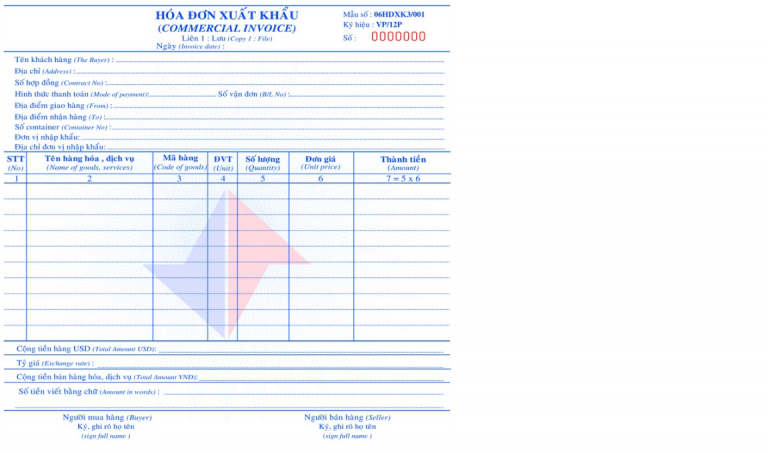 HÓA ĐƠN XUẤT KHẨU
(COMMERCIAL INVOICE)
Liên 1 : Lưu (Copy 1 : File)
Ngày (Invoice date) :
Mẫu số : 06HDXK3/001
Ký hiệu : VP/12P
Số : 0000000
Tên khách hàng (The Buyer) :
Địa chỉ (Address) :
Số hợp đồng (Contract No) :
Hình thức thanh toán (Mode of payment): Số vận đơn (B/L No) :
Địa điểm giao hàng (From) :
Địa điểm nhận hàng (To) :
Số container (Container No) :
Đơn vị nhập khẩu:
Địa chỉ đơn vị nhập khẩu:
STT Tên hàng hóa , dịch vụ Mã hàng ĐVT Số lượng Đơn giá Thành tiền
(No) (Name of goods, services) (Code of goods) (Unit) (Quantity) (Unit price) (Amount)
1 2 3 4 5 6 7 = 5 x 6
Cộng tiền hàng USD (Total Amount USD):
Tỷ giá (Exchange rate) :
Cộng tiền bán hàng hóa, dịch vụ (Total Amount VND):
Số tiền viết bằng chữ (Amount in words) :
Người mua hàng (Buyer) Người bán hàng (Seller)
Ký, ghi rõ họ tên Ký, ghi rõ họ tên
(sign full name ) (sign full name )